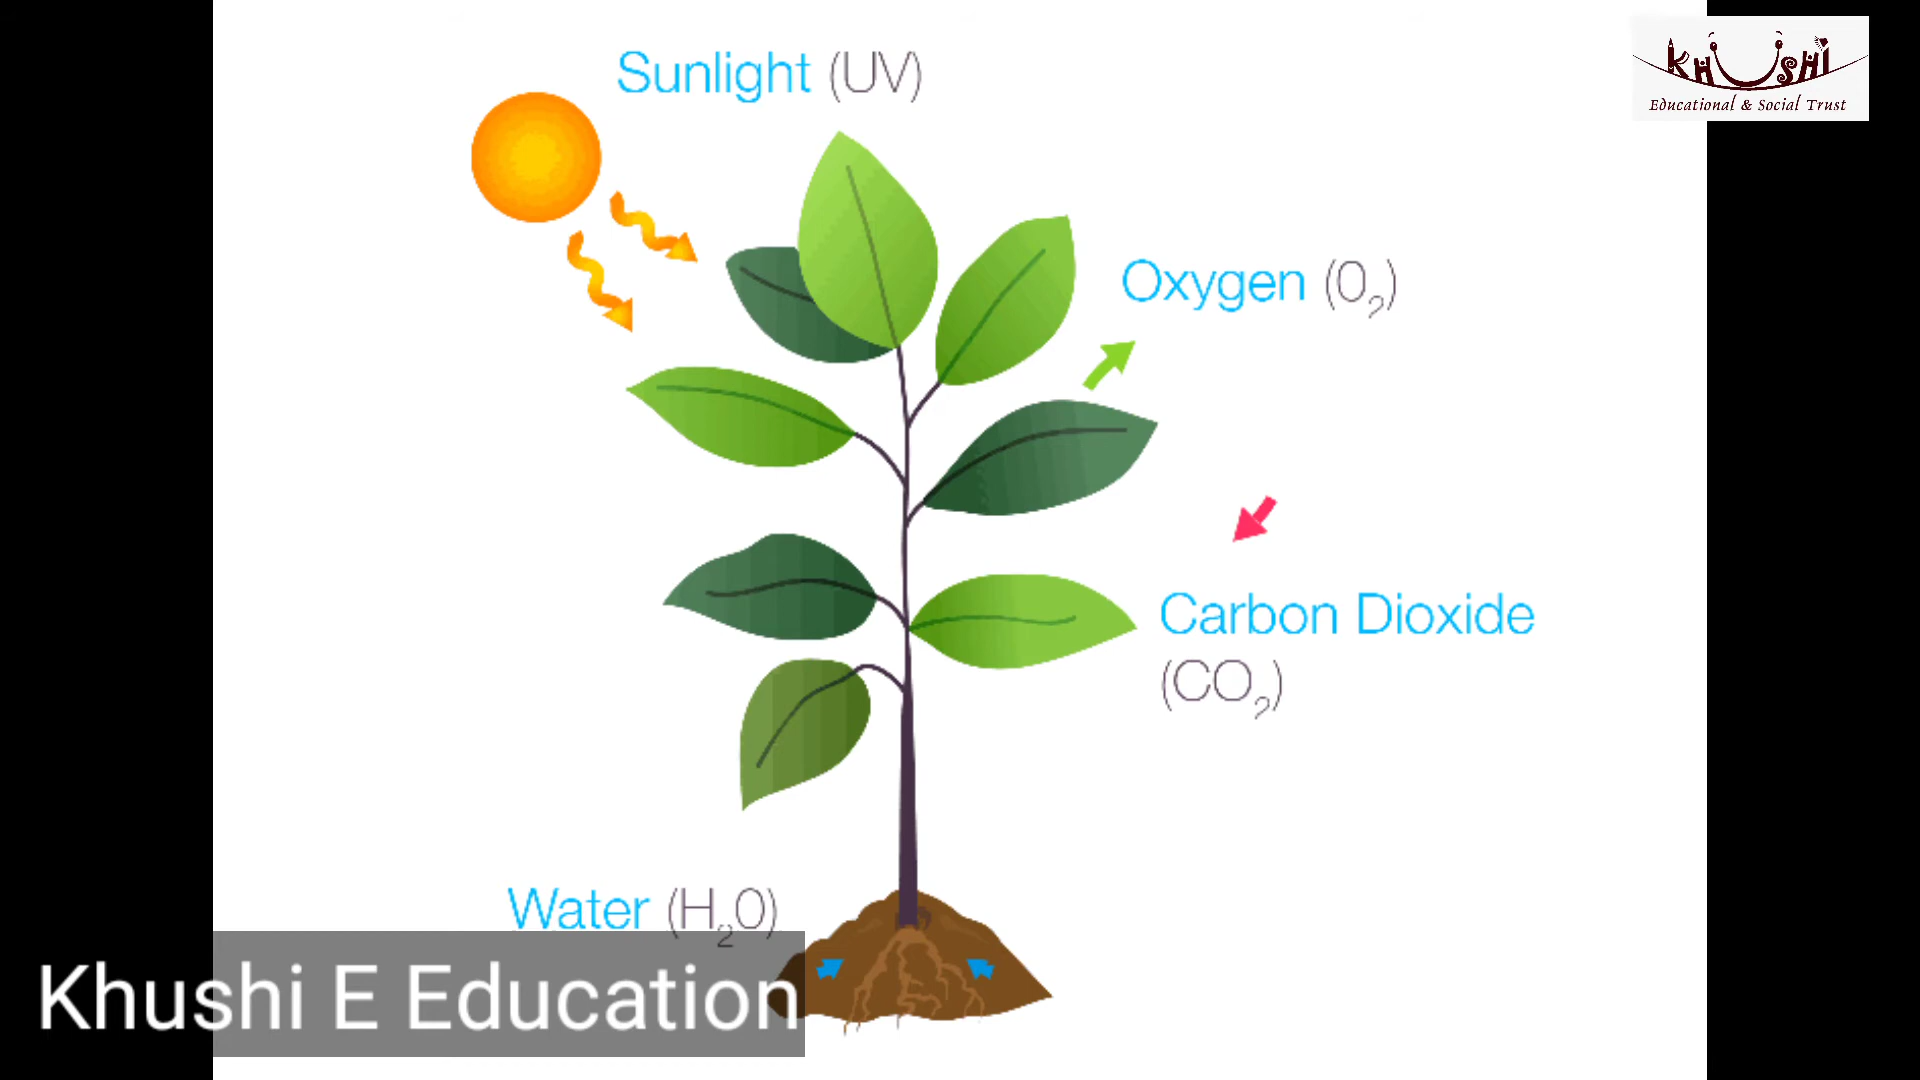 Sunlight (UV)
KHUSHI
Educational & Social Trust
Oxygen (O₂)
Carbon Dioxide
(CO₂)
Water (H₂O)
Khushi E Education